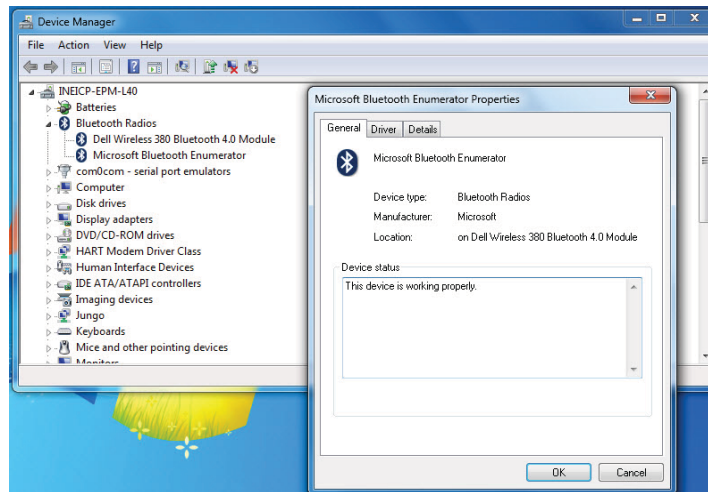 Device Manager
File Action View Help
INEICP-EPM-L40
Batteries
Bluetooth Radios
Dell Wireless 380 Bluetooth 4.0 Module
Microsoft Bluetooth Enumerator
com0com - serial port emulators
Computer
Disk drives
Display adapters
DVD/CD-ROM drives
HART Modem Driver Class
Human Interface Devices
IDE ATA/ATAPI controllers
Imaging devices
Jungo
Keyboards
Mice and other pointing devices
Monitors
Microsoft Bluetooth Enumerator Properties
General Driver Details
Microsoft Bluetooth Enumerator
Device type: Bluetooth Radios
Manufacturer: Microsoft
Location: on Dell Wireless 380 Bluetooth 4.0 Module
Device status
This device is working properly.
OK Cancel